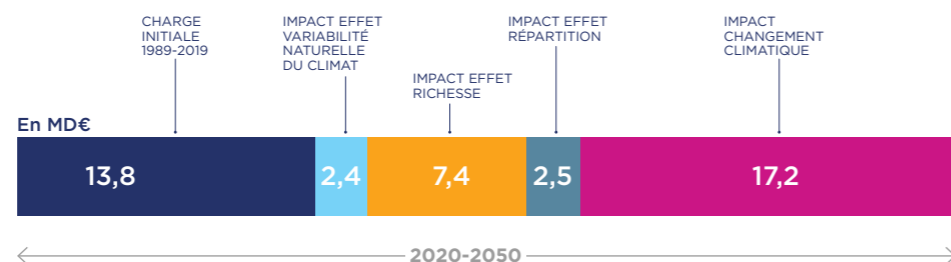 CHARGE
INITIALE
1989-2019
IMPACT EFFET
VARIABILITÉ
NATURELLE
DU CLIMAT
IMPACT EFFET
RICHESSE
IMPACT EFFET
RÉPARTITION
IMPACT
CHANGEMENT
CLIMATIQUE
En MD€
13,8
2,4
7,4
2,5
17,2
2020-2050